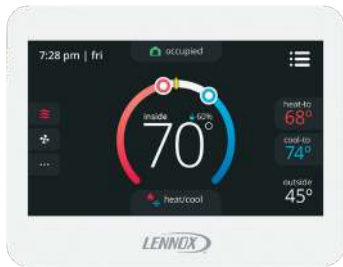 7:28 pm | fri
occupied
inside
60%
70°
heat-to
68°
cool-to
74°
outside
45°
heat/cool
LENNOX